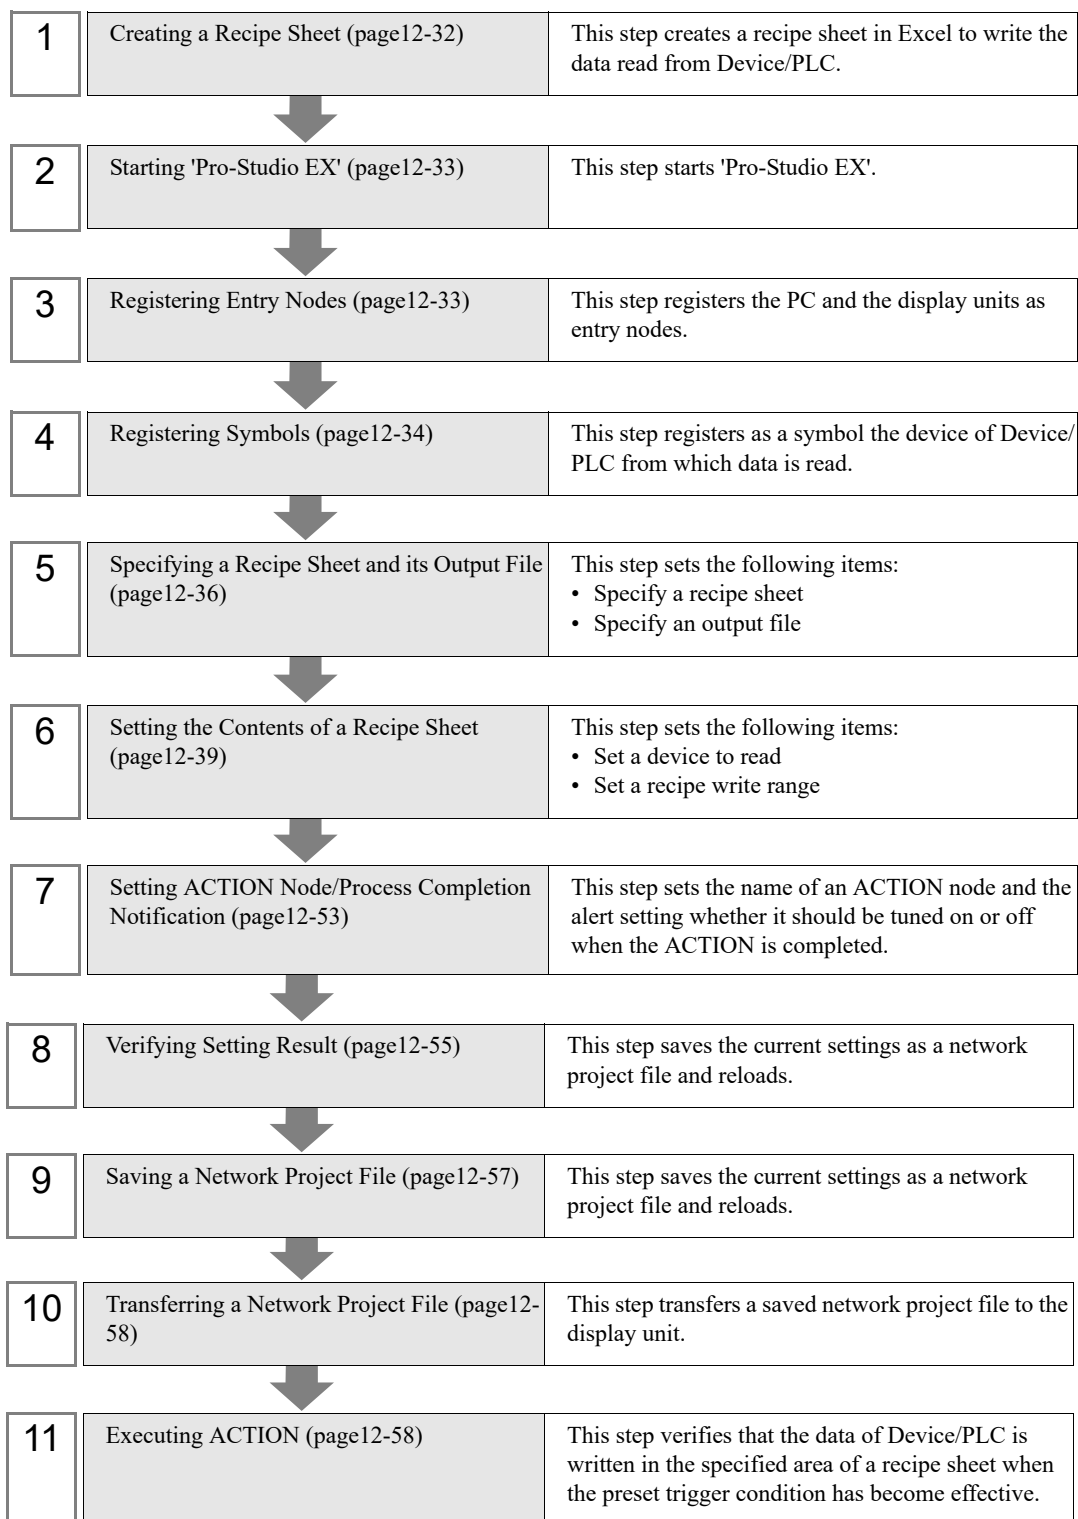 1
Creating a Recipe Sheet (page12-32)
This step creates a recipe sheet in Excel to write the
data read from Device/PLC.
2
Starting 'Pro-Studio EX' (page12-33)
This step starts 'Pro-Studio EX'.
3
Registering Entry Nodes (page12-33)
This step registers the PC and the display units as
entry nodes.
4
Registering Symbols (page12-34)
This step registers as a symbol the device of Device/
PLC from which data is read.
5
Specifying a Recipe Sheet and its Output File
(page12-36)
This step sets the following items:
• Specify a recipe sheet
• Specify an output file
6
Setting the Contents of a Recipe Sheet
(page12-39)
This step sets the following items:
• Set a device to read
• Set a recipe write range
7
Setting ACTION Node/Process Completion
Notification (page12-53)
This step sets the name of an ACTION node and the
alert setting whether it should be tuned on or off
when the ACTION is completed.
8
Verifying Setting Result (page12-55)
This step saves the current settings as a network
project file and reloads.
9
Saving a Network Project File (page12-57)
This step saves the current settings as a network
project file and reloads.
10
Transferring a Network Project File (page12-
58)
This step transfers a saved network project file to the
display unit.
11
Executing ACTION (page12-58)
This step verifies that the data of Device/PLC is
written in the specified area of a recipe sheet when
the preset trigger condition has become effective.